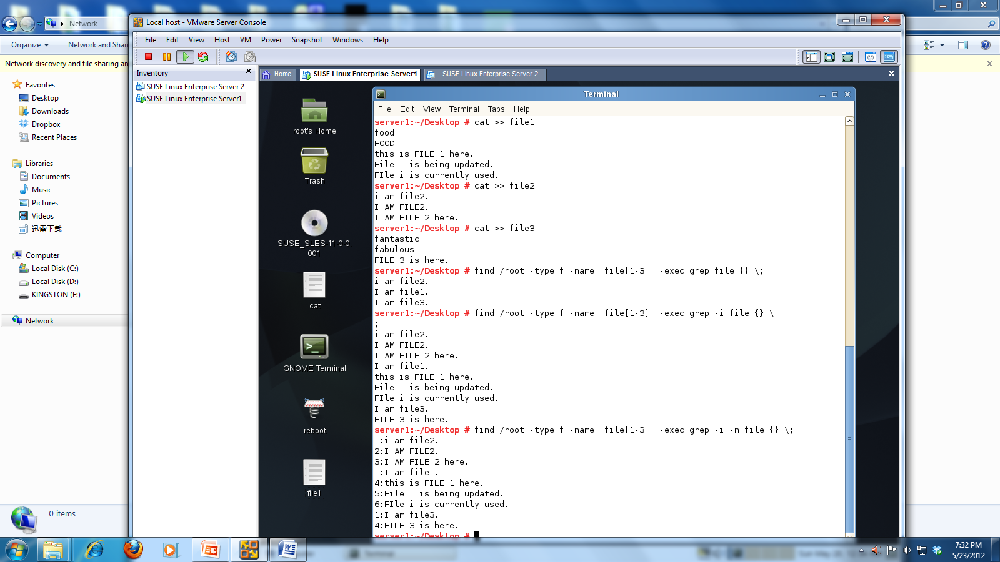 Network
Organize
Network and Shari
Network discovery and file sharing are
Favorites
Desktop
Downloads
Dropbox
Recent Places
Libraries
Documents
Music
Pictures
Videos
迅雷下载
Computer
Local Disk (C:)
Local Disk (D:)
KINGSTON (F:)
Network
0 items
Local host - VMware Server Console
File Edit View Host VM Power Snapshot Windows Help
Inventory
SUSE Linux Enterprise Server 2
SUSE Linux Enterprise Server1
Home
SUSE Linux Enterprise Server1
SUSE Linux Enterprise Server 2
root's Home
Trash
SUSE_SLES-11-0-0.
001
cat
GNOME Terminal
reboot
file1
Terminal
File Edit View Terminal Tabs Help
server1:~/Desktop # cat >> file1
food
FOOD
this is FILE 1 here.
File 1 is being updated.
FIle i is currently used.
server1:~/Desktop # cat >> file2
i am file2.
I AM FILE2.
I AM FILE 2 here.
server1:~/Desktop # cat >> file3
fantastic
fabulous
FILE 3 is here.
server1:~/Desktop # find /root -type f -name "file[1-3]" -exec grep file {} \;
i am file2.
I am file1.
I am file3.
server1:~/Desktop # find /root -type f -name "file[1-3]" -exec grep -i file {} \
;
i am file2.
I AM FILE2.
I AM FILE 2 here.
I am file1.
this is FILE 1 here.
File 1 is being updated.
FIle i is currently used.
I am file3.
FILE 3 is here.
server1:~/Desktop # find /root -type f -name "file[1-3]" -exec grep -i -n file {} \;
1:i am file2.
2:I AM FILE2.
3:I AM FILE 2 here.
1:I am file1.
4:this is FILE 1 here.
5:File 1 is being updated.
6:FIle i is currently used.
1:I am file3.
4:FILE 3 is here.
server1:~/Desktop #
7:32 PM
5/23/2012